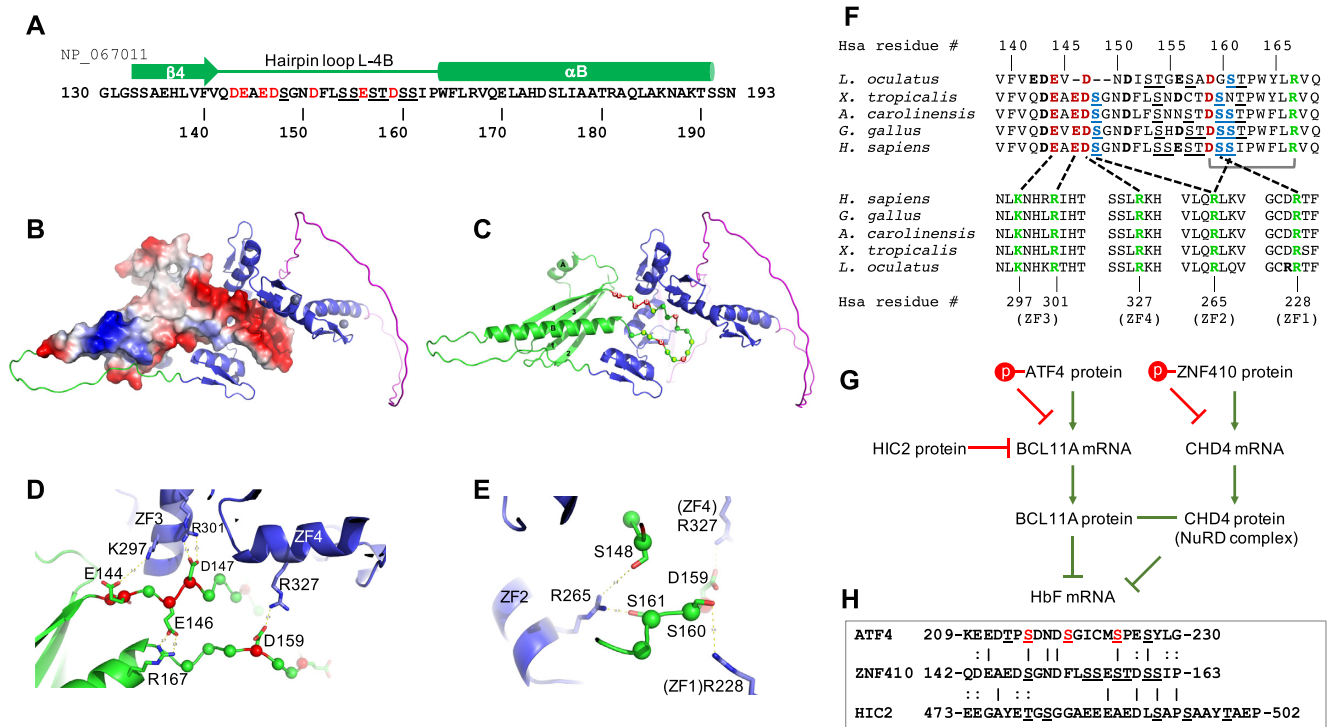 A
NP_067011
β4
Hairpin loop L-4B
αB
130 GLGSSAEHLVFVQDEAEDSGNDFLSSESTDSSIPWFLRVQELAHDSLIAATRAQLAKNAKTSSN 193
140 150 160 170 180 190
B
C
A
4
3
B
1
2
D
ZF3
R301
K297
ZF4
E144
D147
R327
E146
D159
R167
E
(ZF4)
R327
S148
D159
R265
S161
ZF2
S160
(ZF1)R228
F
Hsa residue # 140 145 150 155 160 165
L. oculatus VFVEDEV-D--NDISTGESADGSTPWYLRVQ
X. tropicalis VFVQDEAEDSGNDFLSNDCTDSNTPWYLRVQ
A. carolinensis VFVQDEAEDSGNDLFSNDSTDSSTPWFLRVQ
G. gallus VFVQDEVEDSGNDFLSHDSTDSSTPWFLRVQ
H. sapiens VFVQDEAEDSGNDFLSSESTDSSIPWFLRVQ
H. sapiens NLKNHRRIHT SSLRKH VLQRLKV GCDRTF
G. gallus NLKNHLRIHT SSLRKH VLQRLKV GCDRTF
A. carolinensis NLKNHLRIHT SSLRKH VLQRLKV GCDRTF
X. tropicalis NLKNHLRIHT SSLRKH VLQRLKV GCDRSF
L. oculatus NLKNHKRTHT SSLRKH VLQRLQV GCRRTF
Hsa residue # 297 301 327 265 228
(ZF3) (ZF4) (ZF2) (ZF1)
G
p ATF4 protein p ZNF410 protein
HIC2 protein BCL11A mRNA CHD4 mRNA
BCL11A protein CHD4 protein
(NuRD complex)
HbF mRNA
H
ATF4 209-KEEDTPSDNDSGICMSPESYLG-230
::| | || | | ::
ZNF410 142-QDEAEDSGNDFLSSESTDSSIP-163
:: | :: | | | |
HIC2 473-EEGAYETGSGGAEEEAEDLSAPSAAYTAEP-502